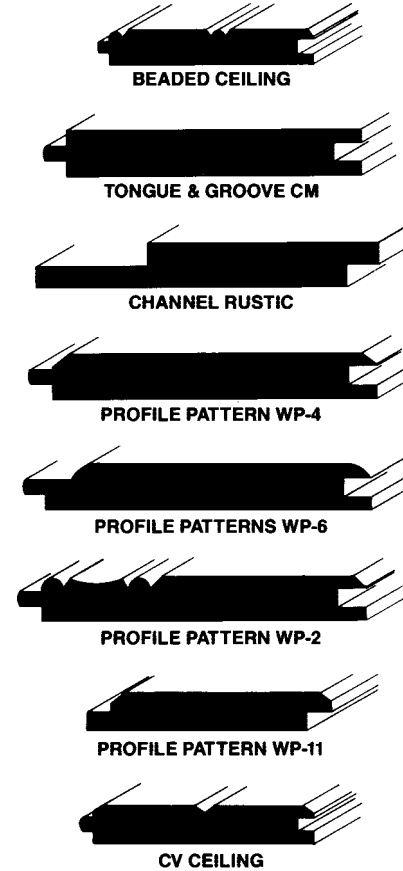 BEADED CEILING
TONGUE & GROOVE CM
CHANNEL RUSTIC
PROFILE PATTERN WP-4
PROFILE PATTERNS WP-6
PROFILE PATTERN WP-2
PROFILE PATTERN WP-11
CV CEILING